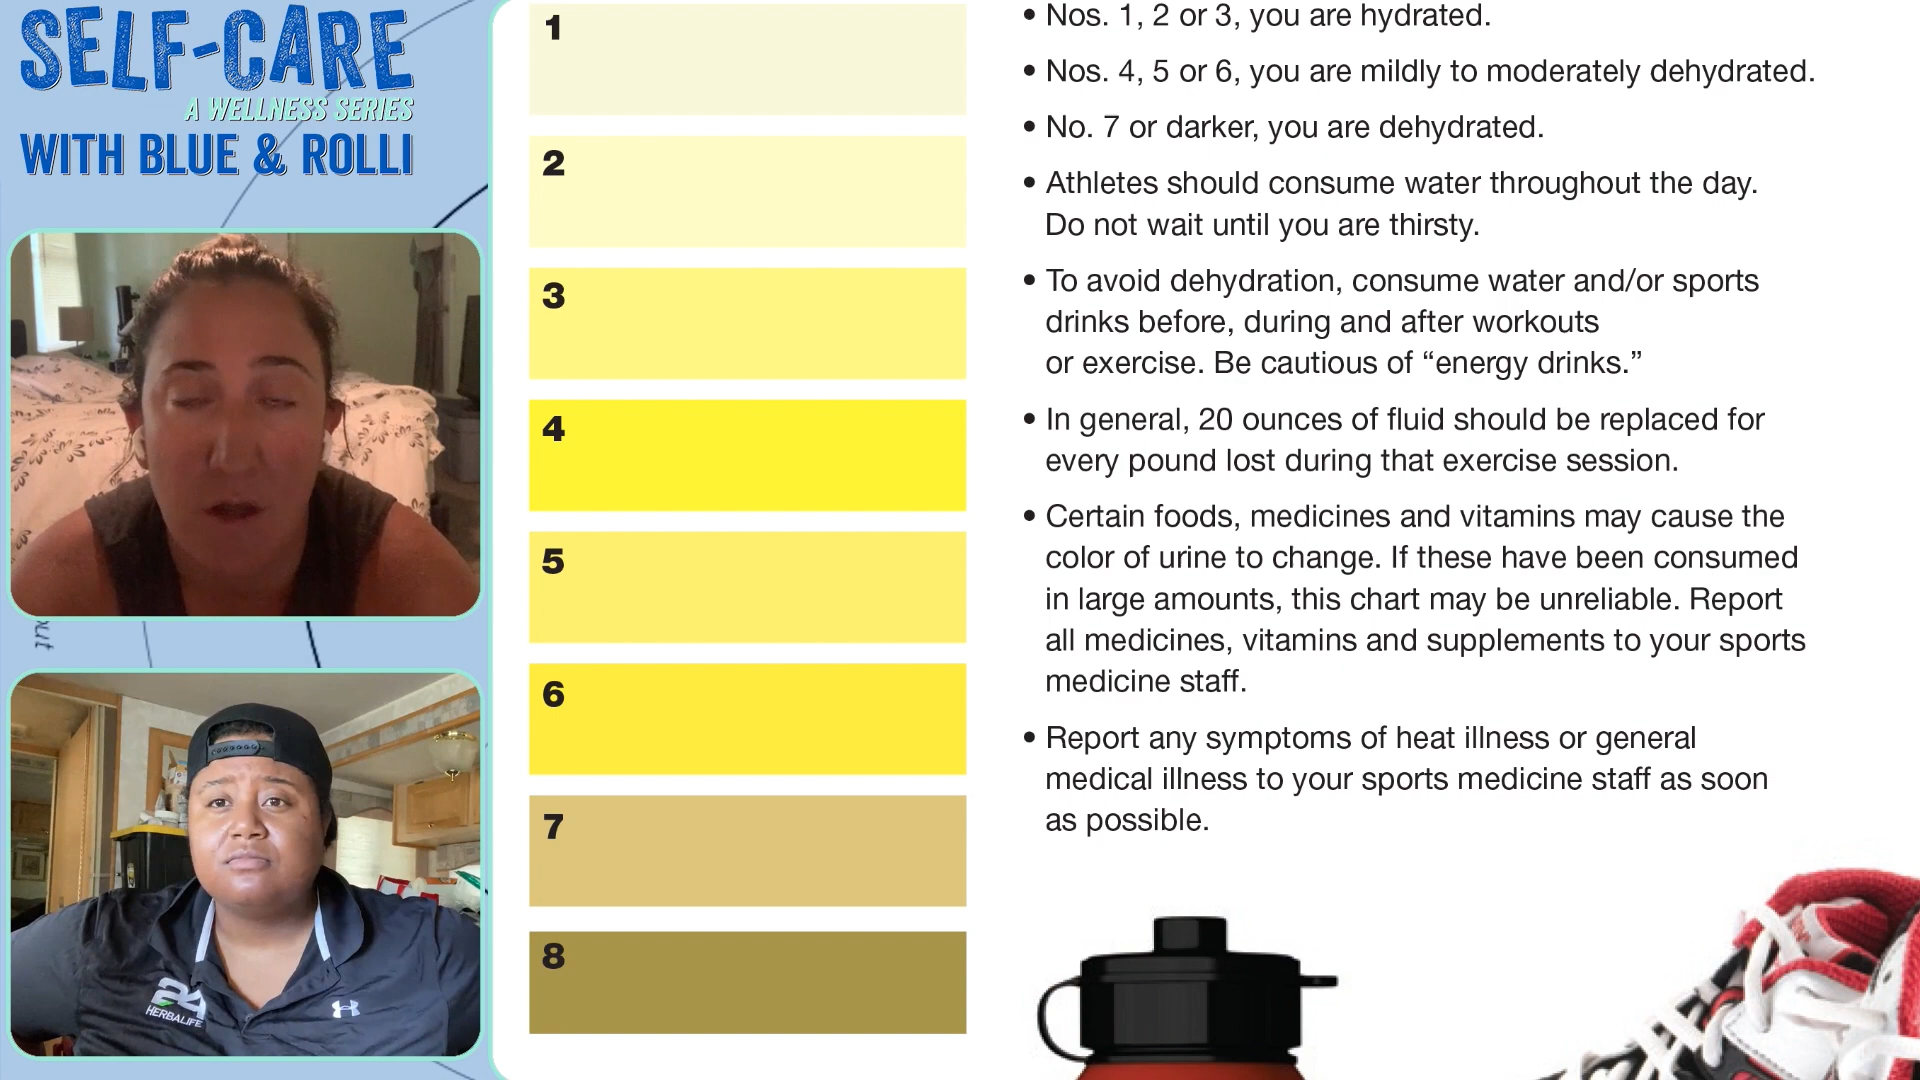 SELF-CARE
A WELLNESS SERIES
WITH BLUE & ROLLI
out
24
HERBALIFE
1
2
3
4
5
6
7
8
• Nos. 1, 2 or 3, you are hydrated.
• Nos. 4, 5 or 6, you are mildly to moderately dehydrated.
• No. 7 or darker, you are dehydrated.
• Athletes should consume water throughout the day.
Do not wait until you are thirsty.
• To avoid dehydration, consume water and/or sports
drinks before, during and after workouts
or exercise. Be cautious of “energy drinks.”
• In general, 20 ounces of fluid should be replaced for
every pound lost during that exercise session.
• Certain foods, medicines and vitamins may cause the
color of urine to change. If these have been consumed
in large amounts, this chart may be unreliable. Report
all medicines, vitamins and supplements to your sports
medicine staff.
• Report any symptoms of heat illness or general
medical illness to your sports medicine staff as soon
as possible.